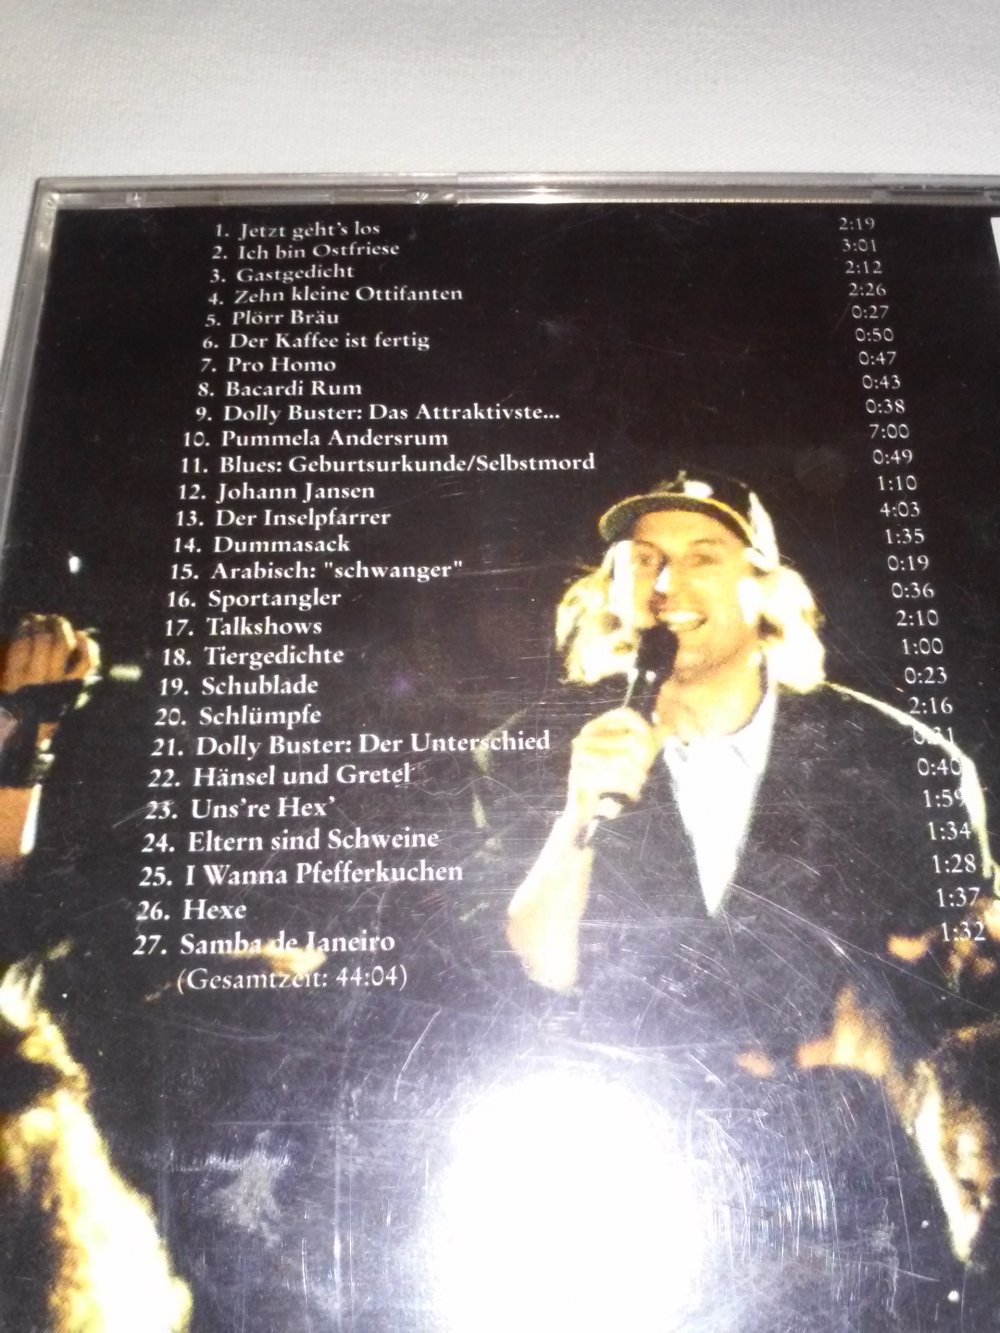 1. Jetzt geht's los 2:19
2. Ich bin Ostfriese 3:01
3. Gastgedicht 2:12
4. Zehn kleine Ottifanten 2:26
5. Plörr Bräu 0:27
6. Der Kaffee ist fertig 0:50
7. Pro Homo 0:47
8. Bacardi Rum 0:43
9. Dolly Buster: Das Attraktivste... 0:38
10. Pummela Andersrum 7:00
11. Blues: Geburtsurkunde/Selbstmord 0:49
12. Johann Jansen 1:10
13. Der Inselpfarrer 4:03
14. Dummasack 1:35
15. Arabisch: "schwanger" 0:19
16. Sportangler 0:36
17. Talkshows 2:10
18. Tiergedichte 1:00
19. Schublade 0:23
20. Schlümpfe 2:16
21. Dolly Buster: Der Unterschied
22. Hänsel und Gretel 0:40
23. Uns're Hex' 1:59
24. Eltern sind Schweine 1:34
25. I Wanna Pfefferkuchen 1:28
26. Hexe 1:37
27. Samba de Janeiro 1:32
(Gesamtzeit: 44:04)